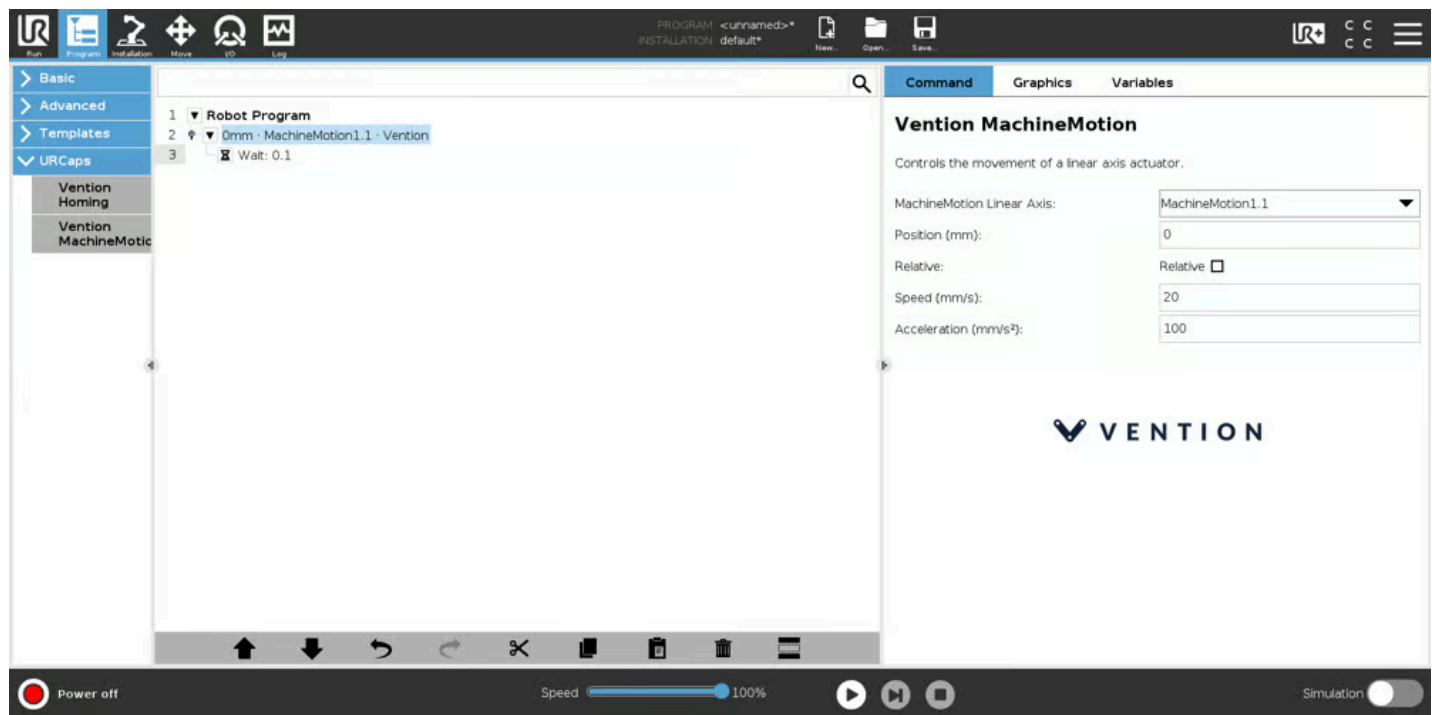 UR
Run
Program
Installation
Move
I/O
Log
PROGRAM <unnamed>*
INSTALLATION default*
New...
Open...
Save...
UR+
C C
C C
Basic
Advanced
Templates
URCaps
Vention
Homing
Vention
MachineMotic
1 Robot Program
2 0mm · MachineMotion1.1 · Vention
3 Wait: 0.1
Command Graphics Variables
Vention MachineMotion
Controls the movement of a linear axis actuator.
MachineMotion Linear Axis: MachineMotion1.1
Position (mm): 0
Relative: Relative
Speed (mm/s): 20
Acceleration (mm/s²): 100
VENTION
Power off
Speed 100%
Simulation